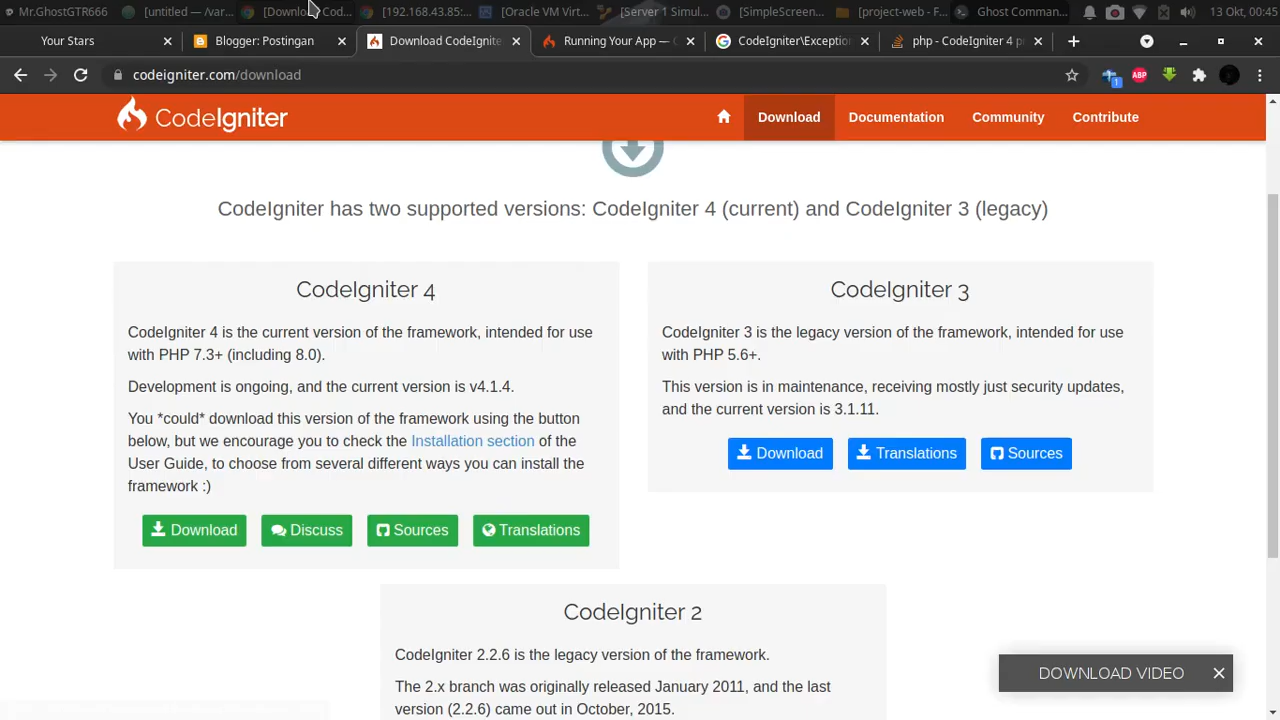 Mr.GhostGTR666 [untitled — /var... [Download Cod... [192.168.43.85:... [Oracle VM Virt... [Server 1 Simul... [SimpleScreen... [project-web - F... Ghost Comman... 13 Okt, 00:45
Your Stars Blogger: Postingan Download CodeIgnite Running Your App — CodeIgniter\Exception php - CodeIgniter 4 p
codeigniter.com/download ABP 1
CodeIgniter Download Documentation Community Contribute
CodeIgniter has two supported versions: CodeIgniter 4 (current) and CodeIgniter 3 (legacy)
CodeIgniter 4
CodeIgniter 4 is the current version of the framework, intended for use
with PHP 7.3+ (including 8.0).
Development is ongoing, and the current version is v4.1.4.
You *could* download this version of the framework using the button
below, but we encourage you to check the Installation section of the
User Guide, to choose from several different ways you can install the
framework :)
Download Discuss Sources Translations
CodeIgniter 3
CodeIgniter 3 is the legacy version of the framework, intended for use
with PHP 5.6+.
This version is in maintenance, receiving mostly just security updates,
and the current version is 3.1.11.
Download Translations Sources
CodeIgniter 2
CodeIgniter 2.2.6 is the legacy version of the framework.
The 2.x branch was originally released January 2011, and the last
version (2.2.6) came out in October, 2015.
DOWNLOAD VIDEO